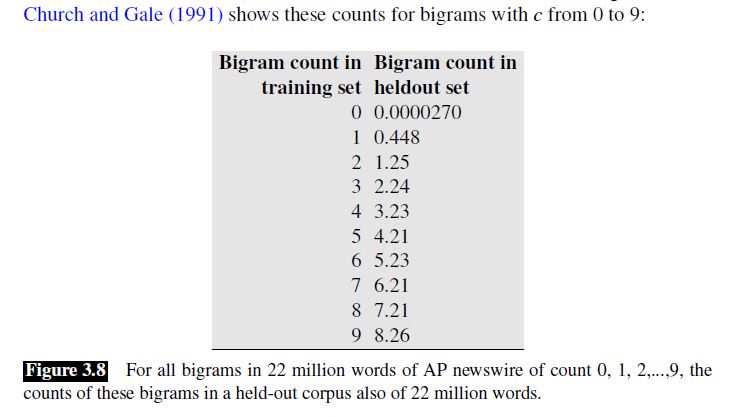 Church and Gale (1991) shows these counts for bigrams with c from 0 to 9:
Bigram count in Bigram count in
training set heldout set
0 0.0000270
1 0.448
2 1.25
3 2.24
4 3.23
5 4.21
6 5.23
7 6.21
8 7.21
9 8.26
Figure 3.8 For all bigrams in 22 million words of AP newswire of count 0, 1, 2,...,9, the
counts of these bigrams in a held-out corpus also of 22 million words.